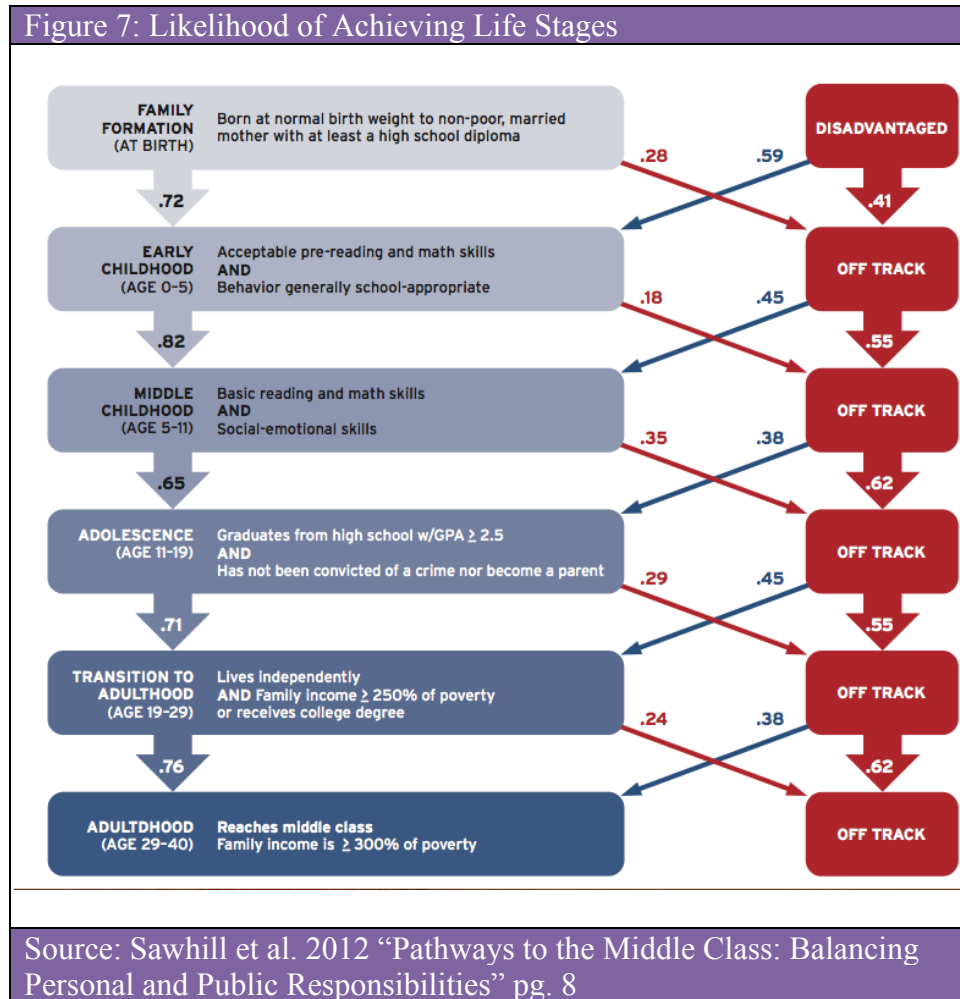 Figure 7: Likelihood of Achieving Life Stages
FAMILY
FORMATION
(AT BIRTH)
Born at normal birth weight to non-poor, married
mother with at least a high school diploma
DISADVANTAGED
.28
.59
.72
.41
EARLY
CHILDHOOD
(AGE 0-5)
Acceptable pre-reading and math skills
AND
Behavior generally school-appropriate
OFF TRACK
.18
.45
.82
.55
MIDDLE
CHILDHOOD
(AGE 5-11)
Basic reading and math skills
AND
Social-emotional skills
OFF TRACK
.35
.38
.65
.62
ADOLESCENCE
(AGE 11-19)
Graduates from high school w/GPA ≥ 2.5
AND
Has not been convicted of a crime nor become a parent
OFF TRACK
.29
.45
.71
.55
TRANSITION TO
ADULTHOOD
(AGE 19-29)
Lives independently
AND Family income ≥ 250% of poverty
or receives college degree
OFF TRACK
.24
.38
.76
.62
ADULTDHOOD
(AGE 29-40)
Reaches middle class
Family income is ≥ 300% of poverty
OFF TRACK
Source: Sawhill et al. 2012 “Pathways to the Middle Class: Balancing
Personal and Public Responsibilities” pg. 8